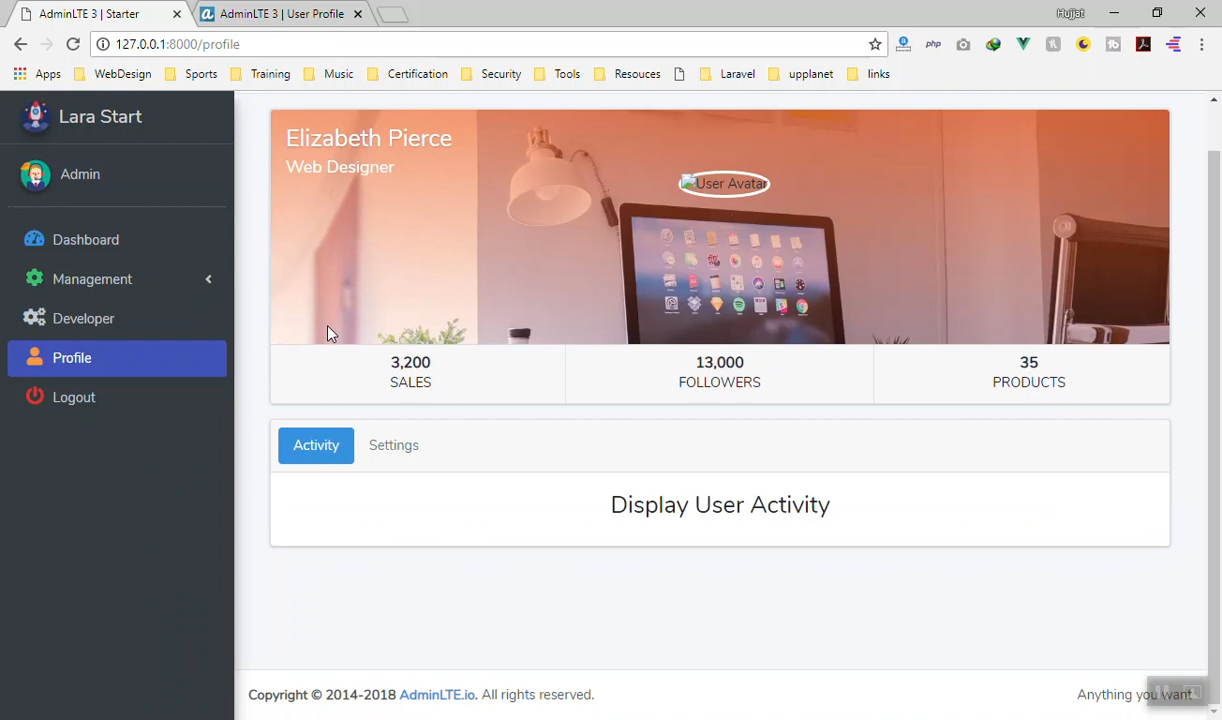 AdminLTE 3 | Starter
AdminLTE 3 | User Profile
Hujjat
127.0.0.1:8000/profile
php
Apps
WebDesign
Sports
Training
Music
Certification
Security
Tools
Resouces
Laravel
upplanet
links
Lara Start
Admin
Dashboard
Management
Developer
Profile
Logout
Elizabeth Pierce
Web Designer
User Avatar
3,200
SALES
13,000
FOLLOWERS
35
PRODUCTS
Activity
Settings
Display User Activity
Copyright © 2014-2018 AdminLTE.io. All rights reserved.
Anything you want